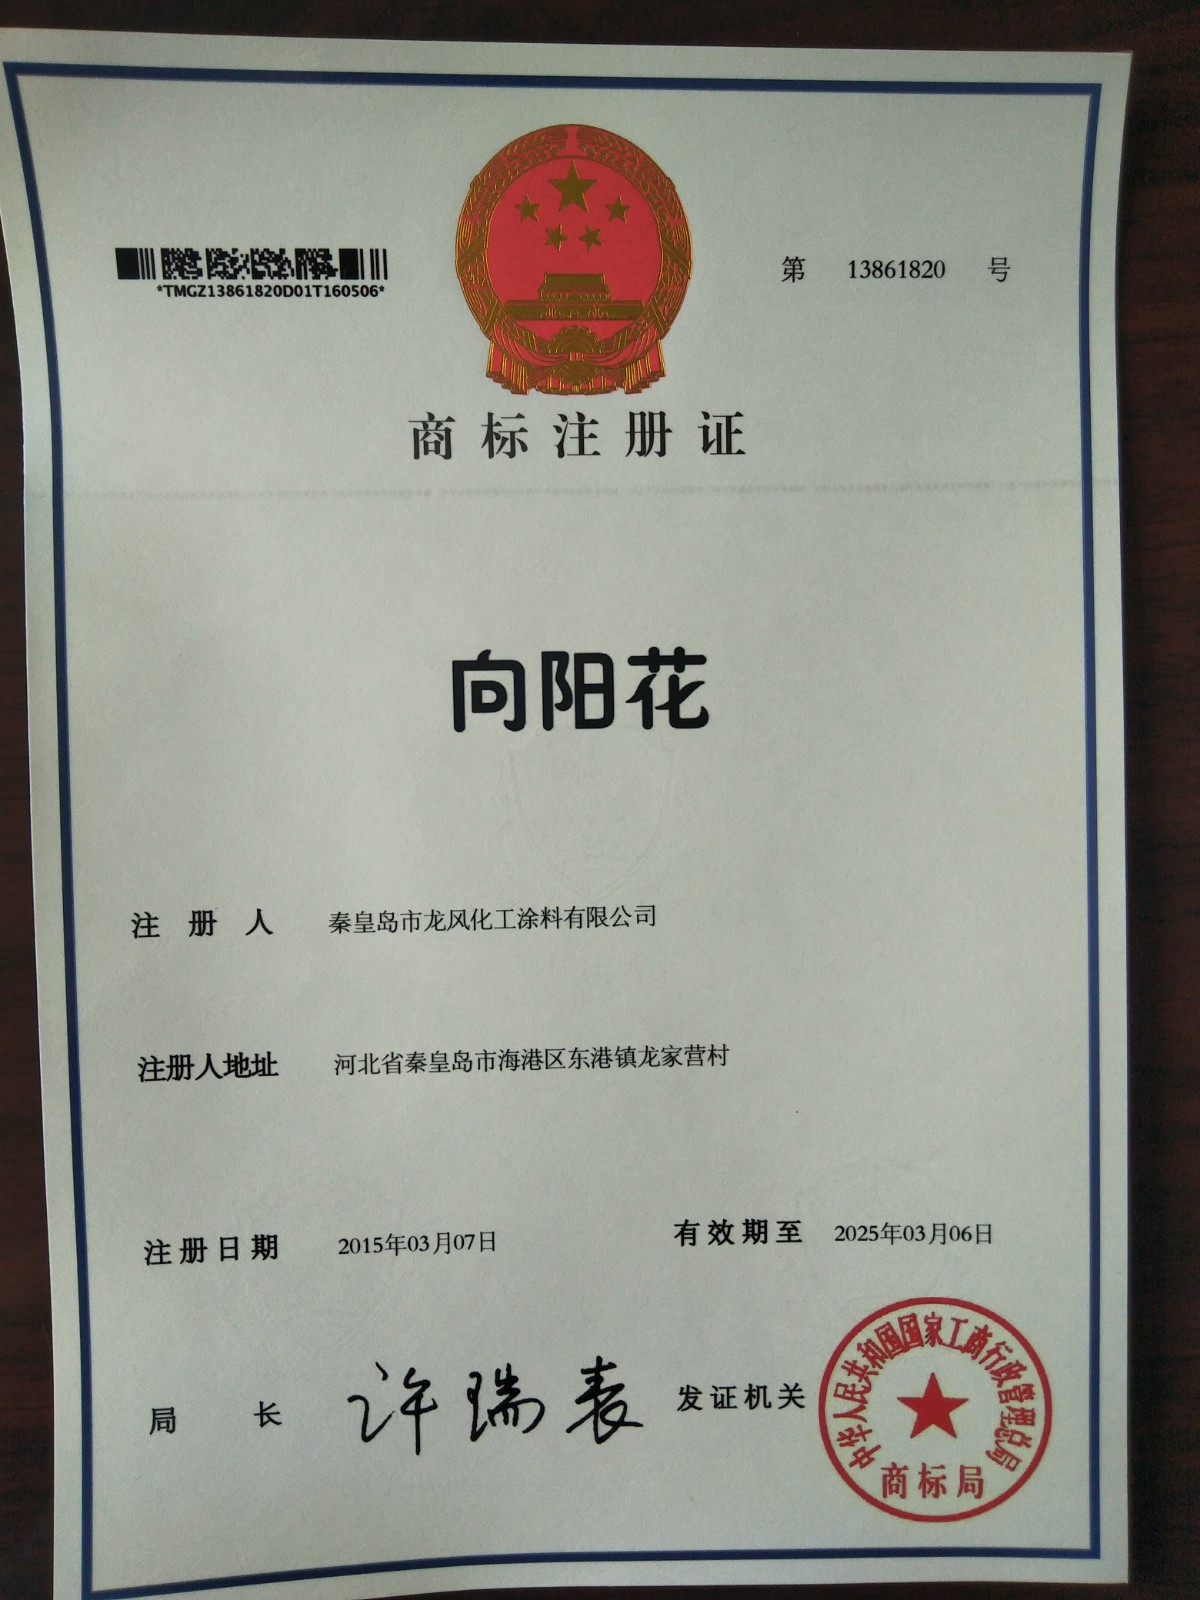 *TMGZ13861820D01T160506*
第 13861820 号
商标注册证
向阳花
注册人 秦皇岛市龙风化工涂料有限公司
注册人地址 河北省秦皇岛市海港区东港镇龙家营村
注册日期 2015年03月07日 有效期至 2025年03月06日
局长 许瑞表 发证机关
中华人民共和国国家工商行政管理总局
商标局